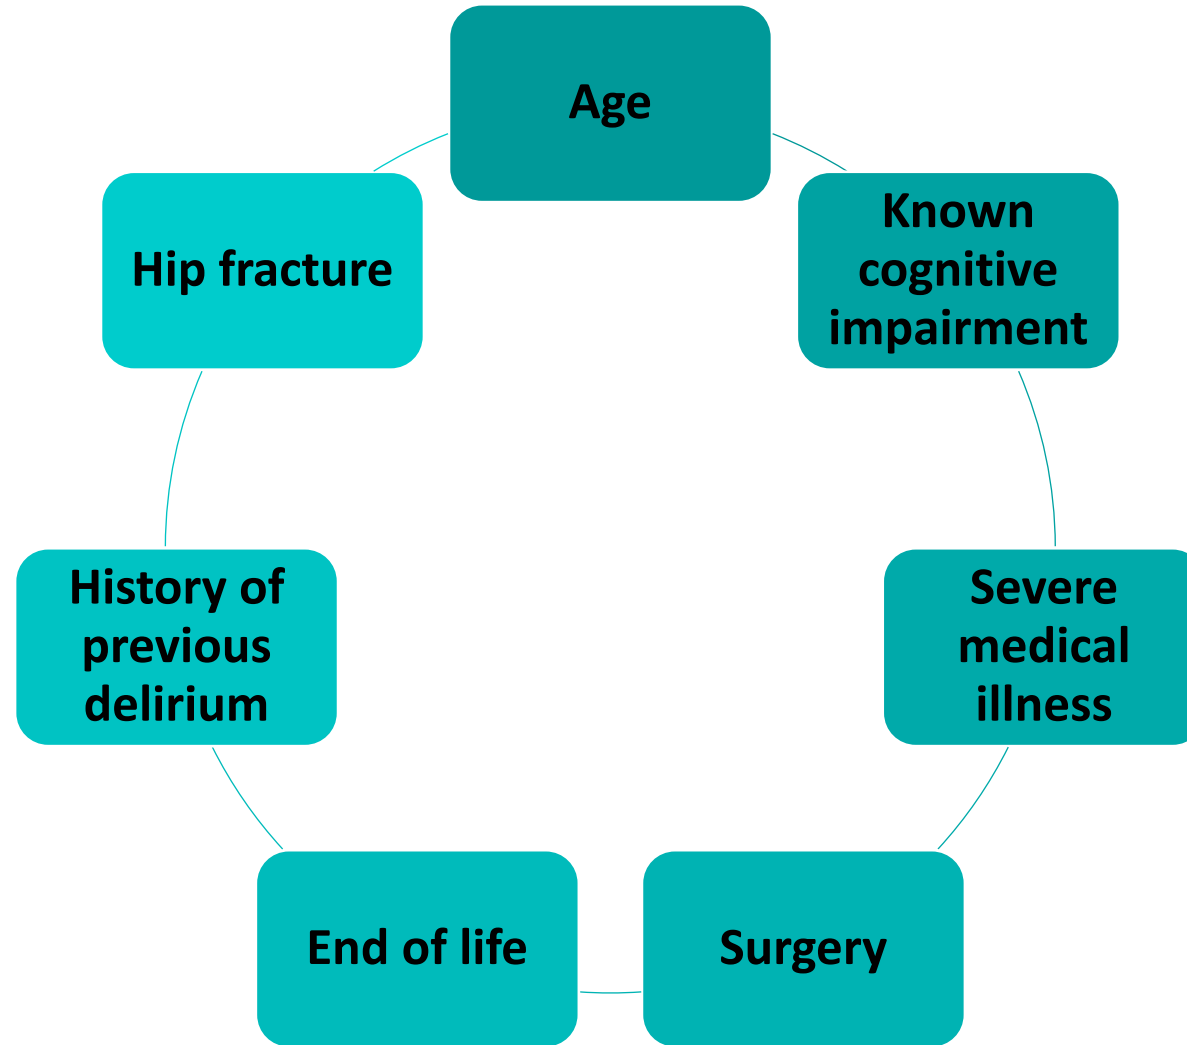 Age
Known
cognitive
impairment
Severe
medical
illness
Surgery
End of life
History of
previous
delirium
Hip fracture